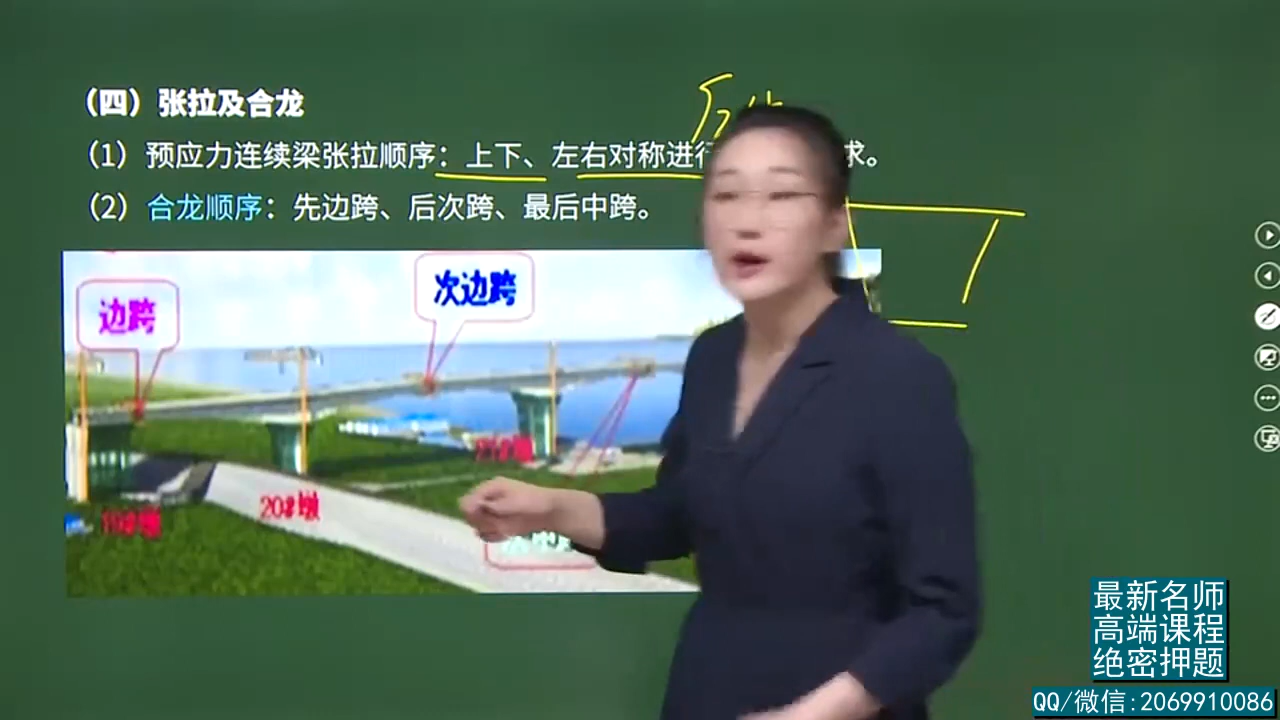 （四）张拉及合龙
（1）预应力连续梁张拉顺序：上下、左右对称进行 求。
（2）合龙顺序：先边跨、后次跨、最后中跨。
边跨
次边跨
20#墩
最新名师
高端课程
绝密押题
QQ/微信:2069910086